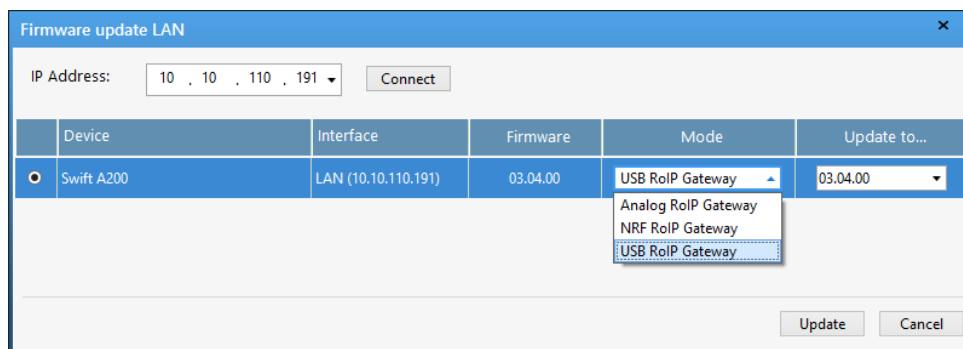 Firmware update LAN
IP Address: 10 . 10 . 110 . 191 Connect
Device Interface Firmware Mode Update to...
Swift A200 LAN (10.10.110.191) 03.04.00 USB RoIP Gateway 03.04.00
Analog RoIP Gateway
NRF RoIP Gateway
USB RoIP Gateway
Update Cancel